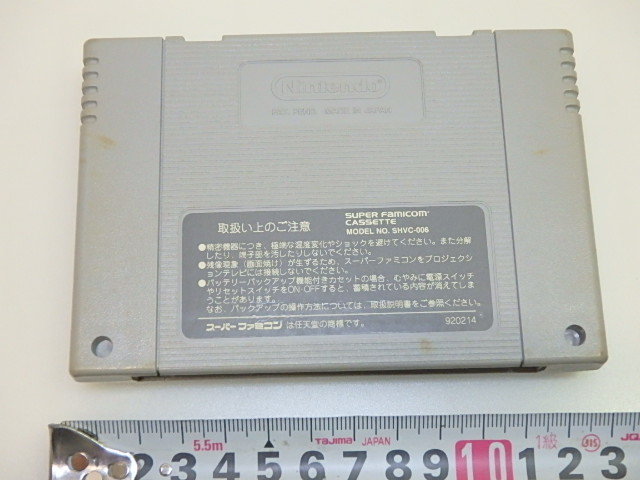 Nintendo
PAT. PEND. MADE IN JAPAN
取扱い上のご注意
SUPER FAMICOM
CASSETTE
MODEL NO. SHVC-006
●精密機器につき、極端な温度変化やショックを避けてください。また分解
したり、端子部を汚したりしないでください。
●残像現象(画面焼け)が生ずるため、スーパーファミコンをプロジェクシ
ョンテレビには接続しないでください。
●バッテリーバックアップ機能付きカセットの場合、むやみに電源スイッチ
やリセットスイッチをON・OFFすると、蓄積されている内容が消えてしま
うことがあります。
なお、バックアップの操作方法については、取扱説明書をご参照ください。
スーパーファミコン は任天堂の商標です。
920214
5.5m Tajima JAPAN 1級 JIS
2 3 4 5 6 7 8 9 10 1 2 3